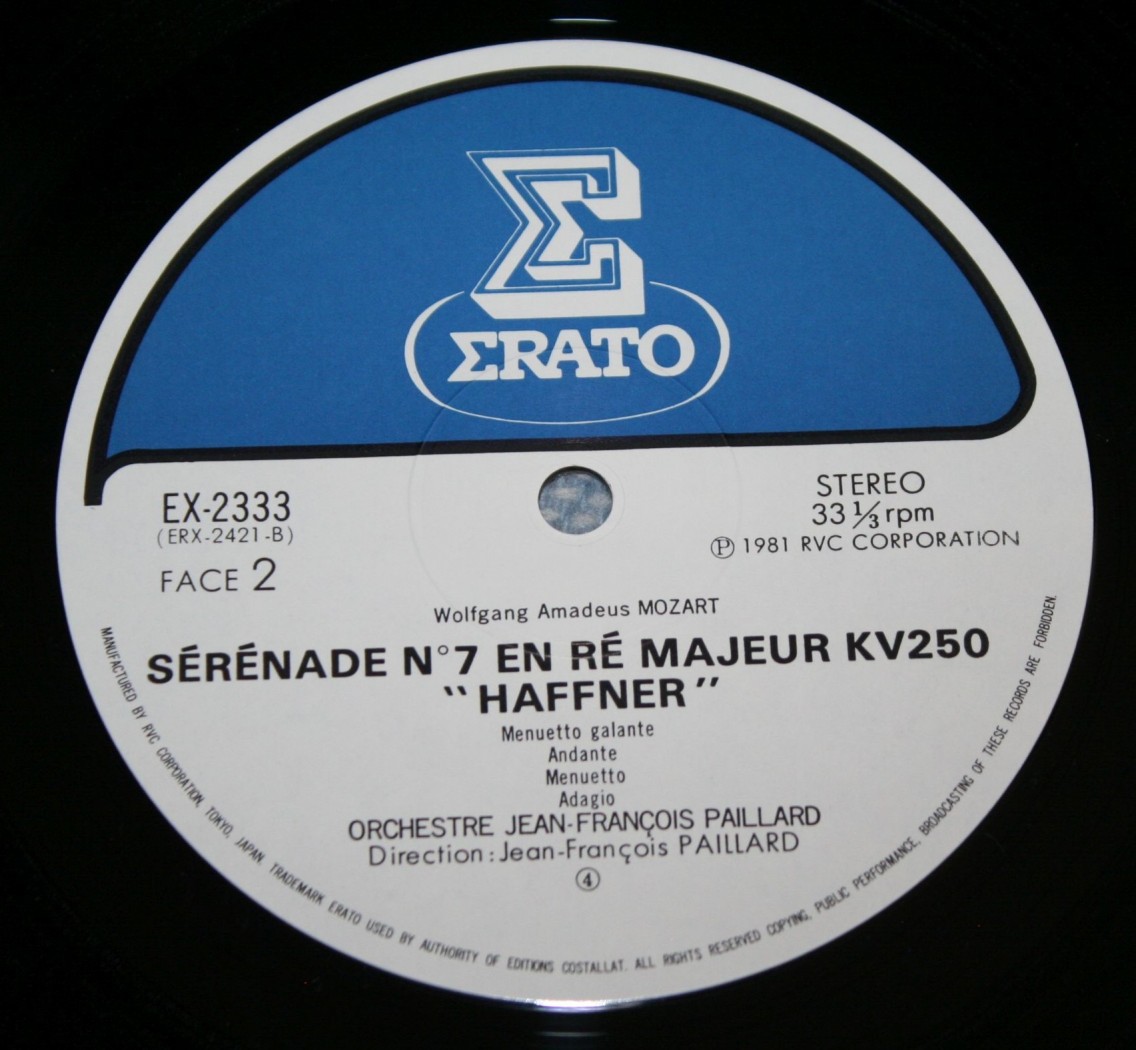 Σ
ΣRATO
EX-2333
(ERX-2421-B)
FACE 2
STEREO
33 1/3 rpm
Ⓟ 1981 RVC CORPORATION
Wolfgang Amadeus MOZART
SÉRÉNADE N°7 EN RÉ MAJEUR KV250
"HAFFNER"
Menuetto galante
Andante
Menuetto
Adagio
ORCHESTRE JEAN-FRANÇOIS PAILLARD
Direction: Jean-François PAILLARD
④
MANUFACTURED BY RVC CORPORATION, TOKYO, JAPAN. TRADEMARK ERATO USED BY AUTHORITY OF EDITIONS COSTALLAT. ALL RIGHTS RESERVED COPYING, PUBLIC PERFORMANCE, BROADCASTING OF THESE RECORDS ARE FORBIDDEN.